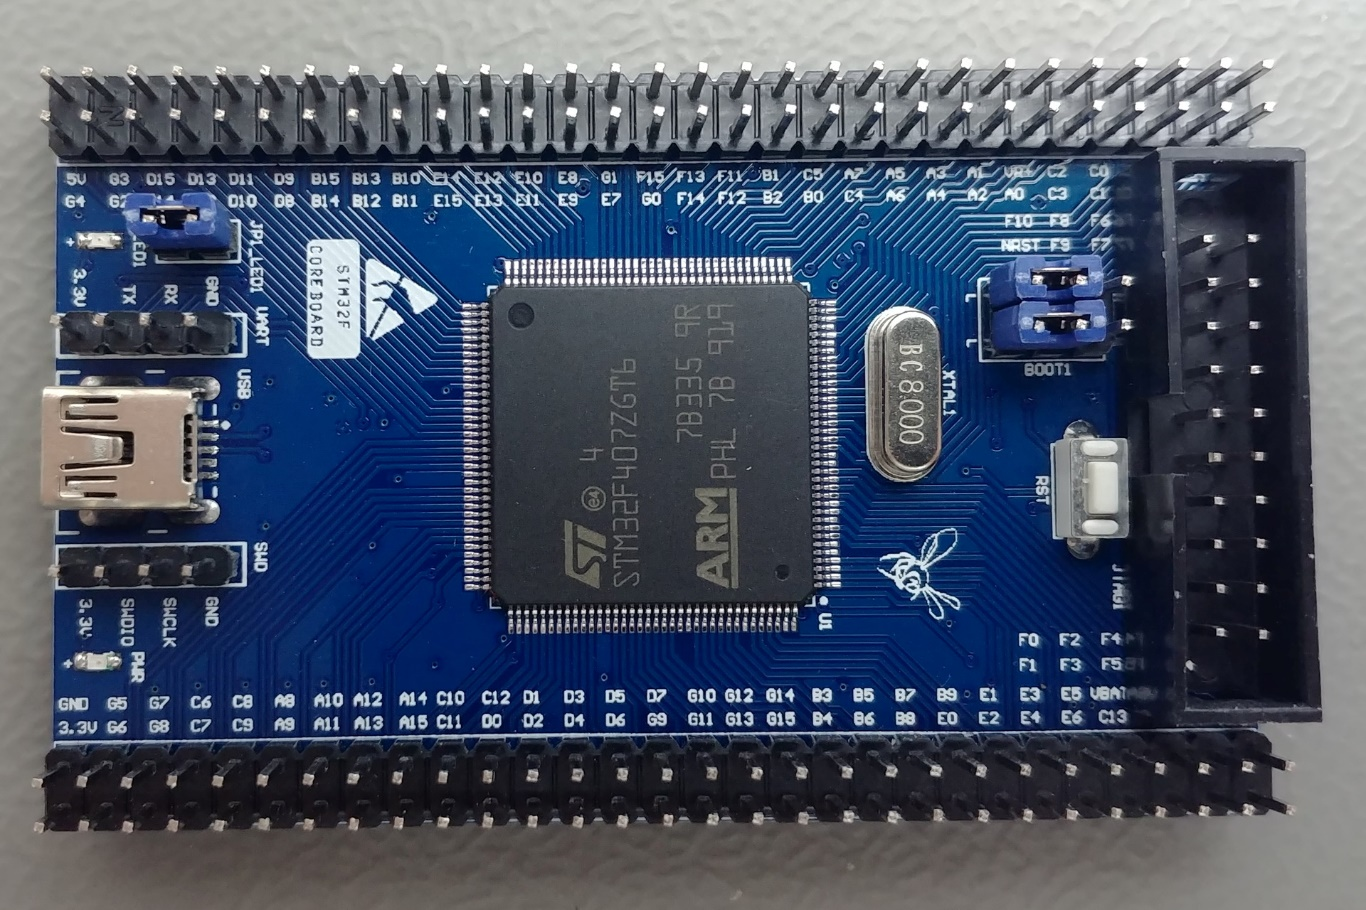 5V G3 D15 D13 D11 D9 B15 B13 B10 E14 E12 E10 E8 G1 F15 F13 F11 B1 C5 A7 A5 A3 A1 VR+ C2 C0
G4 D10 D8 B14 B12 B11 E15 E13 E11 E9 E7 G0 F14 F12 B2 B0 C4 A6 A4 A2 A0 C3 C1
F10 F8 F6
NRST F9 F7
JP1_LED1
3.3V TX RX GND
UART
STM32F
CORE BOARD
USB
BOOT1
XTAL1
BC8.000
RST
JTAG1
ST e4 4
STM32F407ZGT6
7B335 9R
ARM PHL 7B 919
U1
SWD
3.3V SWDIO SWCLK GND
PWR
F0 F2 F4
F1 F3 F5
GND G5 G7 C6 C8 A8 A10 A12 A14 C10 C12 D1 D3 D5 D7 G10 G12 G14 B3 B5 B7 B9 E1 E3 E5 VBAT
3.3V G6 G8 C7 C9 A9 A11 A13 A15 C11 D0 D2 D4 D6 G9 G11 G13 G15 B4 B6 B8 E0 E2 E4 E6 C13